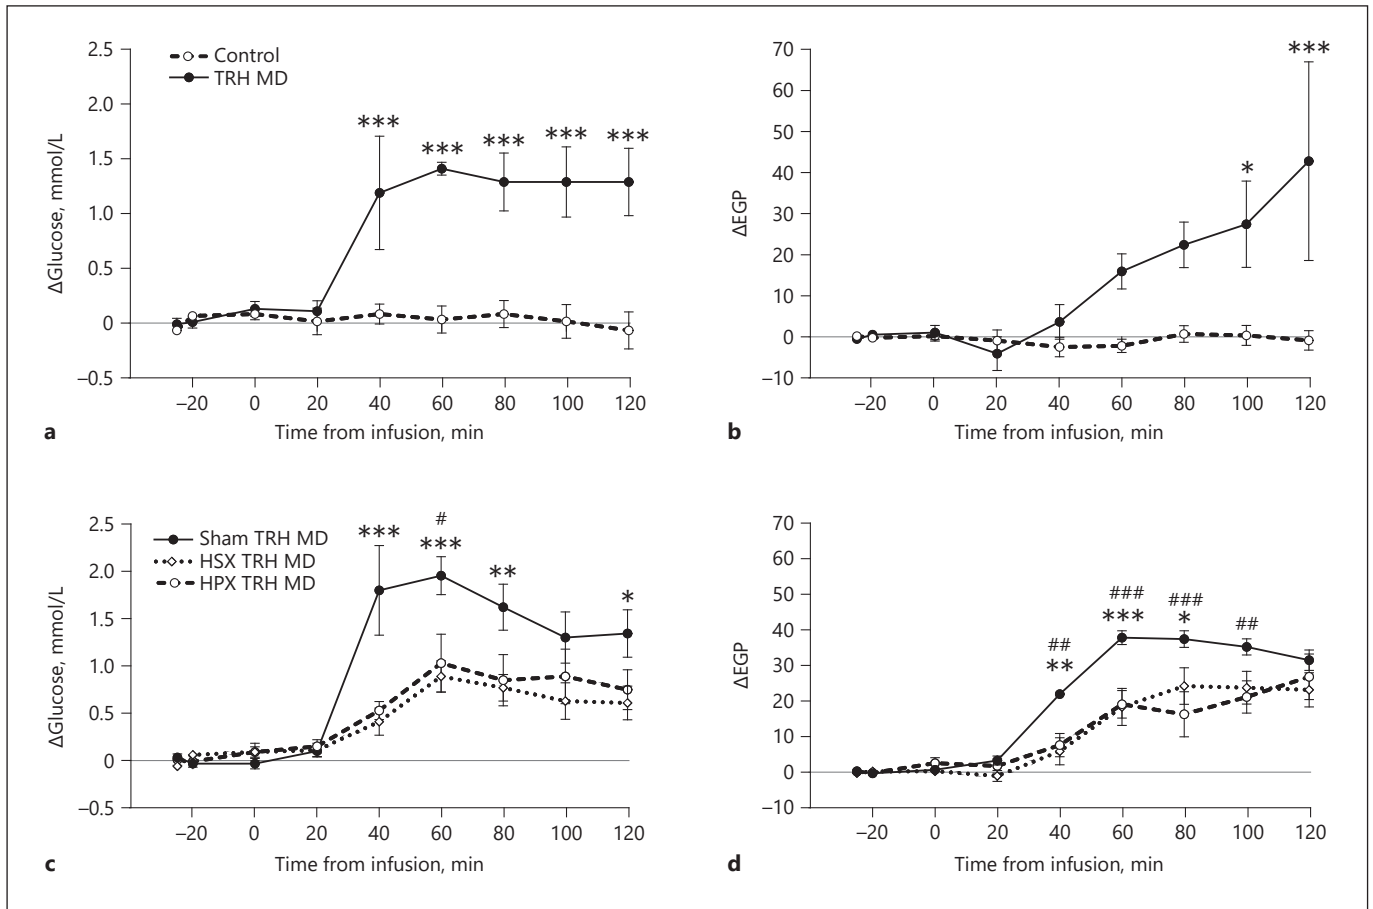 2.5
Control
TRH MD
2.0
***
***
***
***
***
1.5
1.0
0.5
0
–0.5
ΔGlucose, mmol/L
–20 0 20 40 60 80 100 120
Time from infusion, min
a
70
***
60
50
40
*
30
20
10
0
–10
ΔEGP
–20 0 20 40 60 80 100 120
Time from infusion, min
b
2.5
Sham TRH MD
HSX TRH MD
HPX TRH MD
#
***
***
**
*
2.0
1.5
1.0
0.5
0
–0.5
ΔGlucose, mmol/L
–20 0 20 40 60 80 100 120
Time from infusion, min
c
70
60
50
40
30
20
10
0
–10
###
***
###
*
##
##
**
ΔEGP
–20 0 20 40 60 80 100 120
Time from infusion, min
d